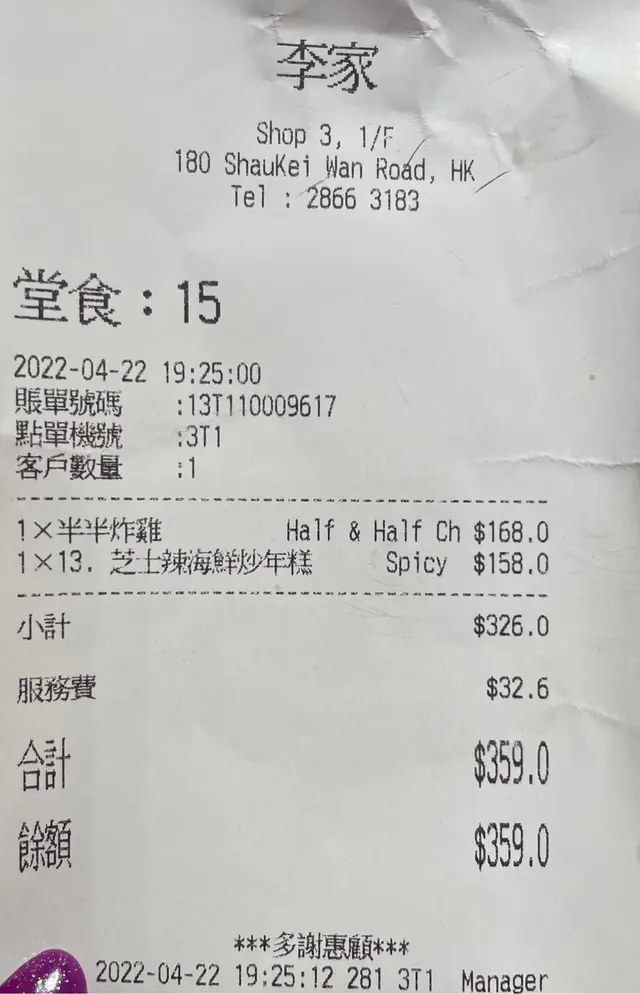 李家
Shop 3, 1/F
180 ShauKei Wan Road, HK
Tel : 2866 3183
堂食：15
2022-04-22 19:25:00
賬單號碼 :13T110009617
點單機號 :3T1
客戶數量 :1
1×半半炸雞 Half & Half Ch $168.0
1×13. 芝士辣海鮮炒年糕 Spicy $158.0
小計 $326.0
服務費 $32.6
合計 $359.0
餘額 $359.0
***多謝惠顧***
2022-04-22 19:25:12 281 3T1 Manager